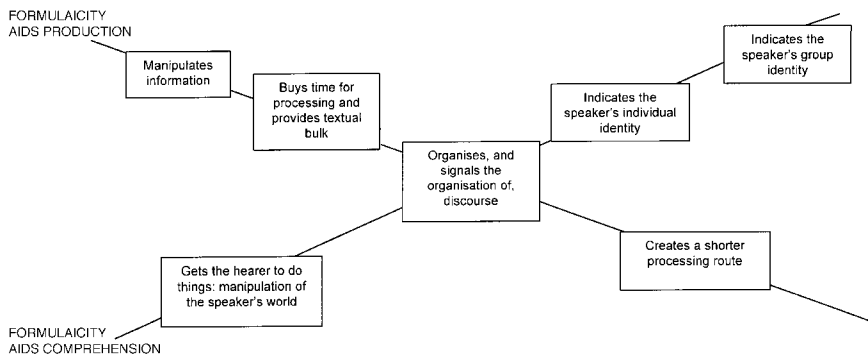 FORMULAICITY
AIDS PRODUCTION
Manipulates
information
Buys time for
processing and
provides textual
bulk
Organises, and
signals the
organisation of,
discourse
Indicates the
speaker's individual
identity
Indicates the
speaker's group
identity
Gets the hearer to do
things: manipulation of
the speaker's world
Creates a shorter
processing route
FORMULAICITY
AIDS COMPREHENSION